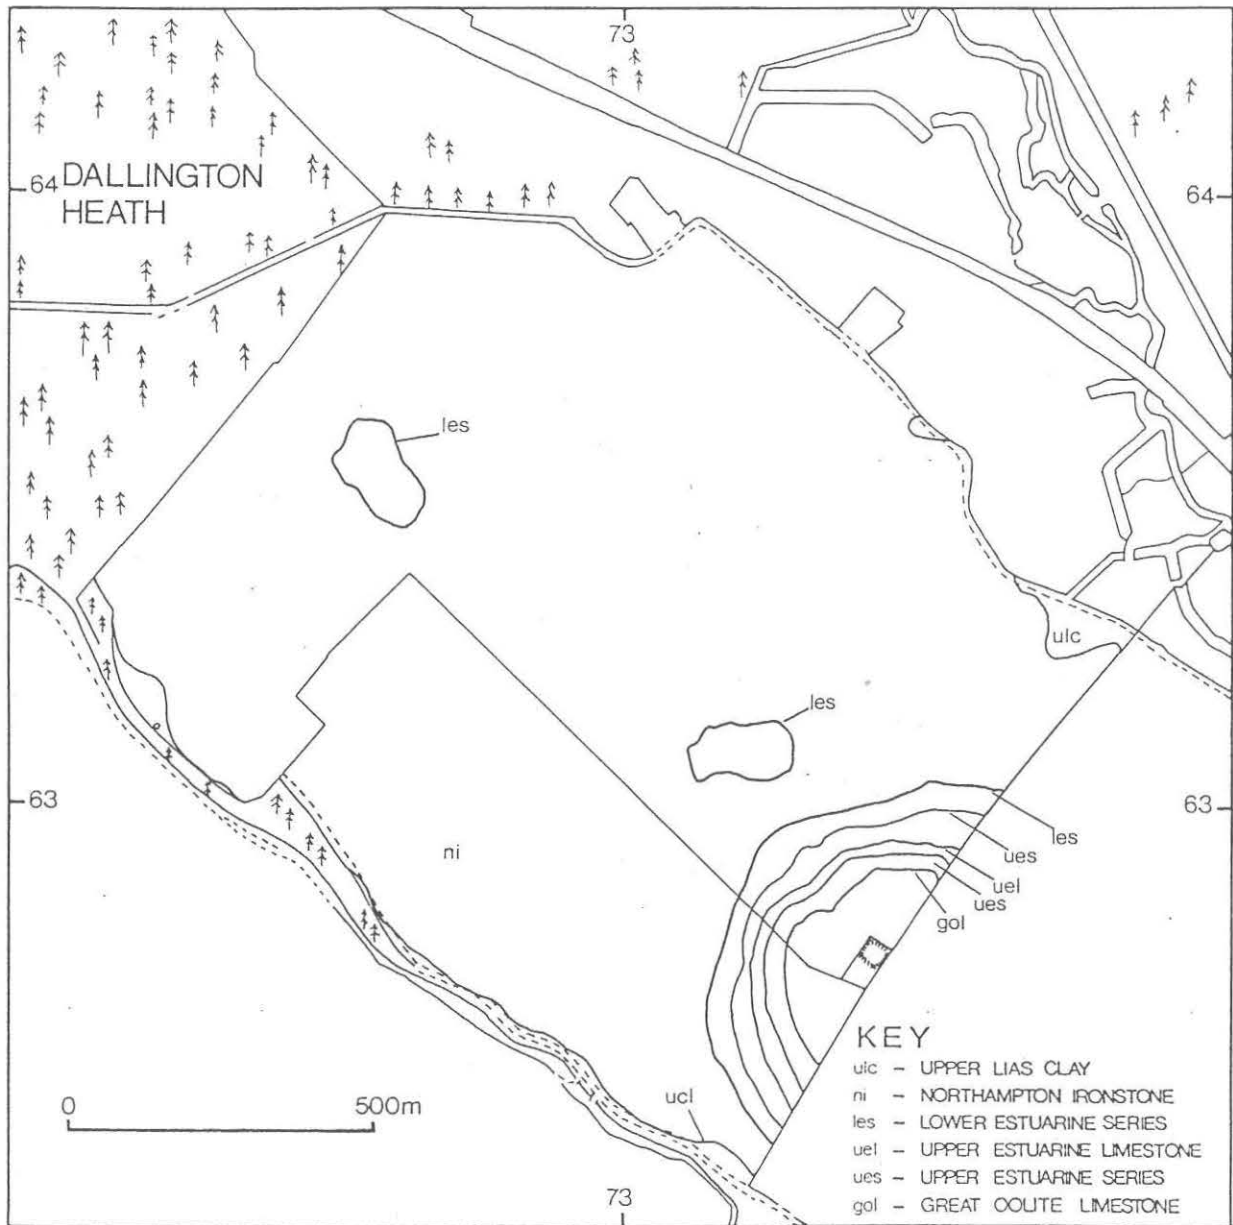 73
64 DALLINGTON
HEATH
64
les
ulc
les
63
63
les
ues
uel
ues
gol
ni
KEY
ulc - UPPER LIAS CLAY
ni - NORTHAMPTON IRONSTONE
les - LOWER ESTUARINE SERIES
uel - UPPER ESTUARINE LIMESTONE
ues - UPPER ESTUARINE SERIES
gol - GREAT OOLITE LIMESTONE
0 500m
ucl
73